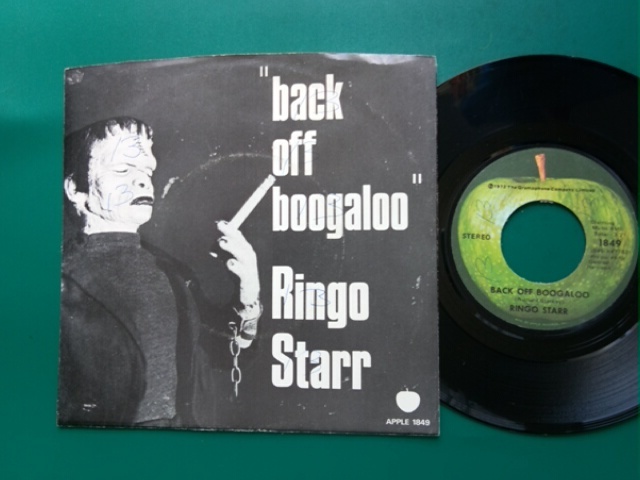 "back
off
boogaloo"
Ringo
Starr
APPLE 1849
STEREO
1849
BACK OFF BOOGALOO
RINGO STARR